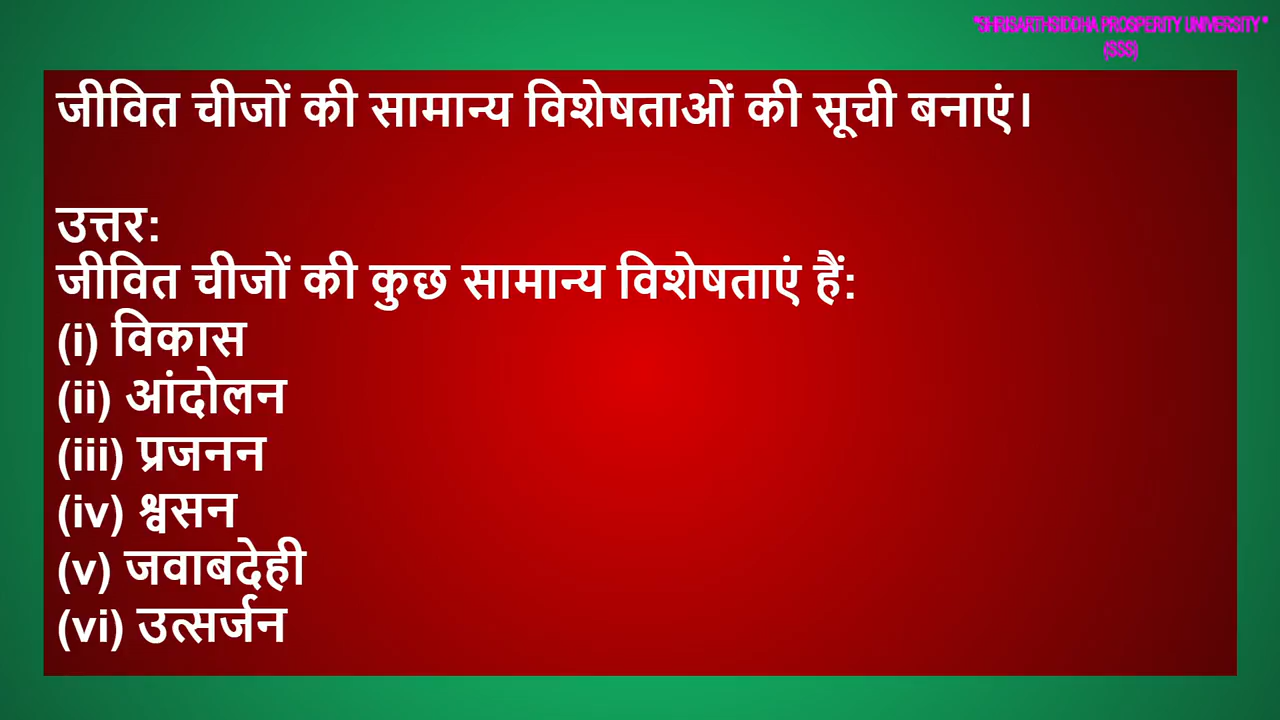 "SHRISARTHSIDDHA PROSPERITY UNIVERSITY"
(SSS)
जीवित चीजों की सामान्य विशेषताओं की सूची बनाएं।
उत्तर:
जीवित चीजों की कुछ सामान्य विशेषताएं हैं:
(i) विकास
(ii) आंदोलन
(iii) प्रजनन
(iv) श्वसन
(v) जवाबदेही
(vi) उत्सर्जन